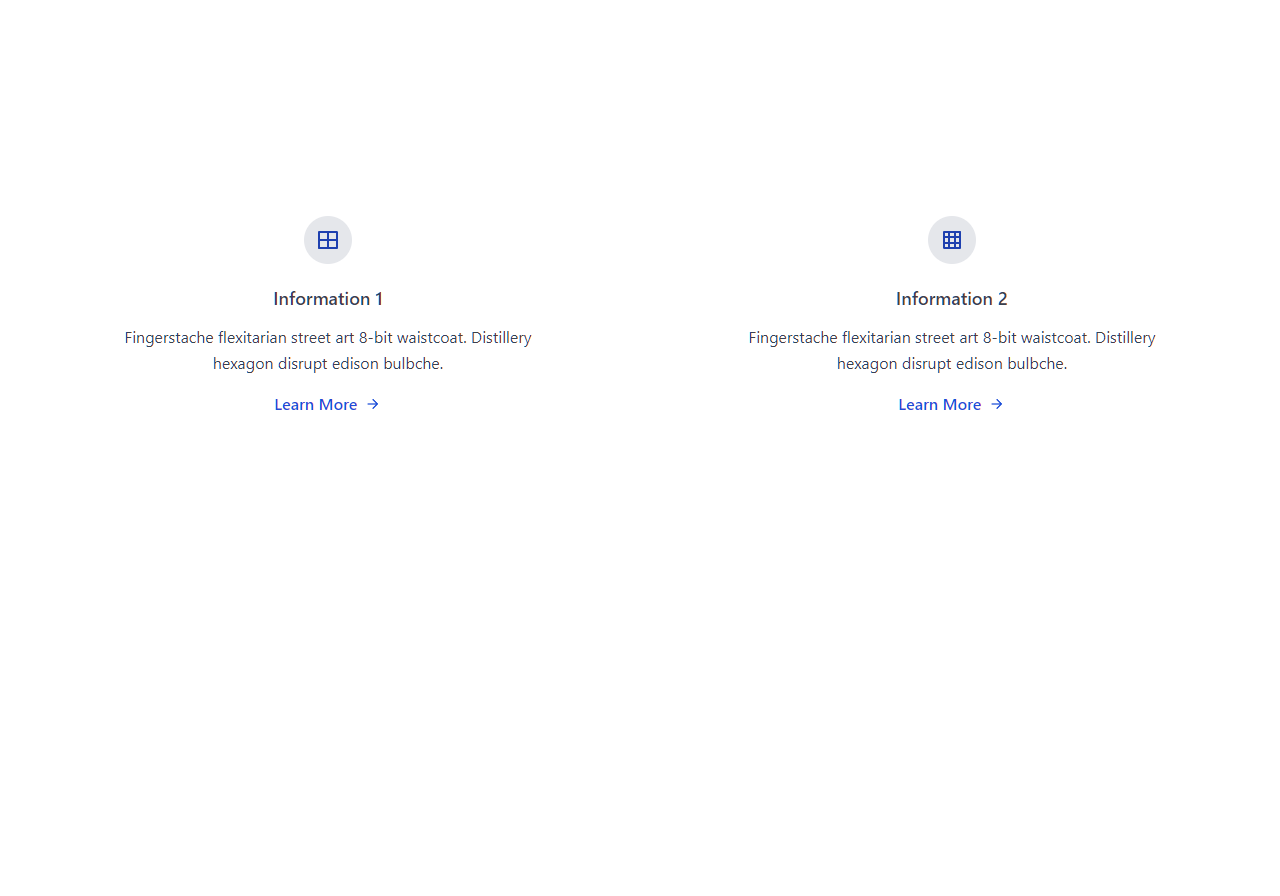 Information 1
Fingerstache flexitarian street art 8-bit waistcoat. Distillery
hexagon disrupt edison bulbche.
Learn More
Information 2
Fingerstache flexitarian street art 8-bit waistcoat. Distillery
hexagon disrupt edison bulbche.
Learn More